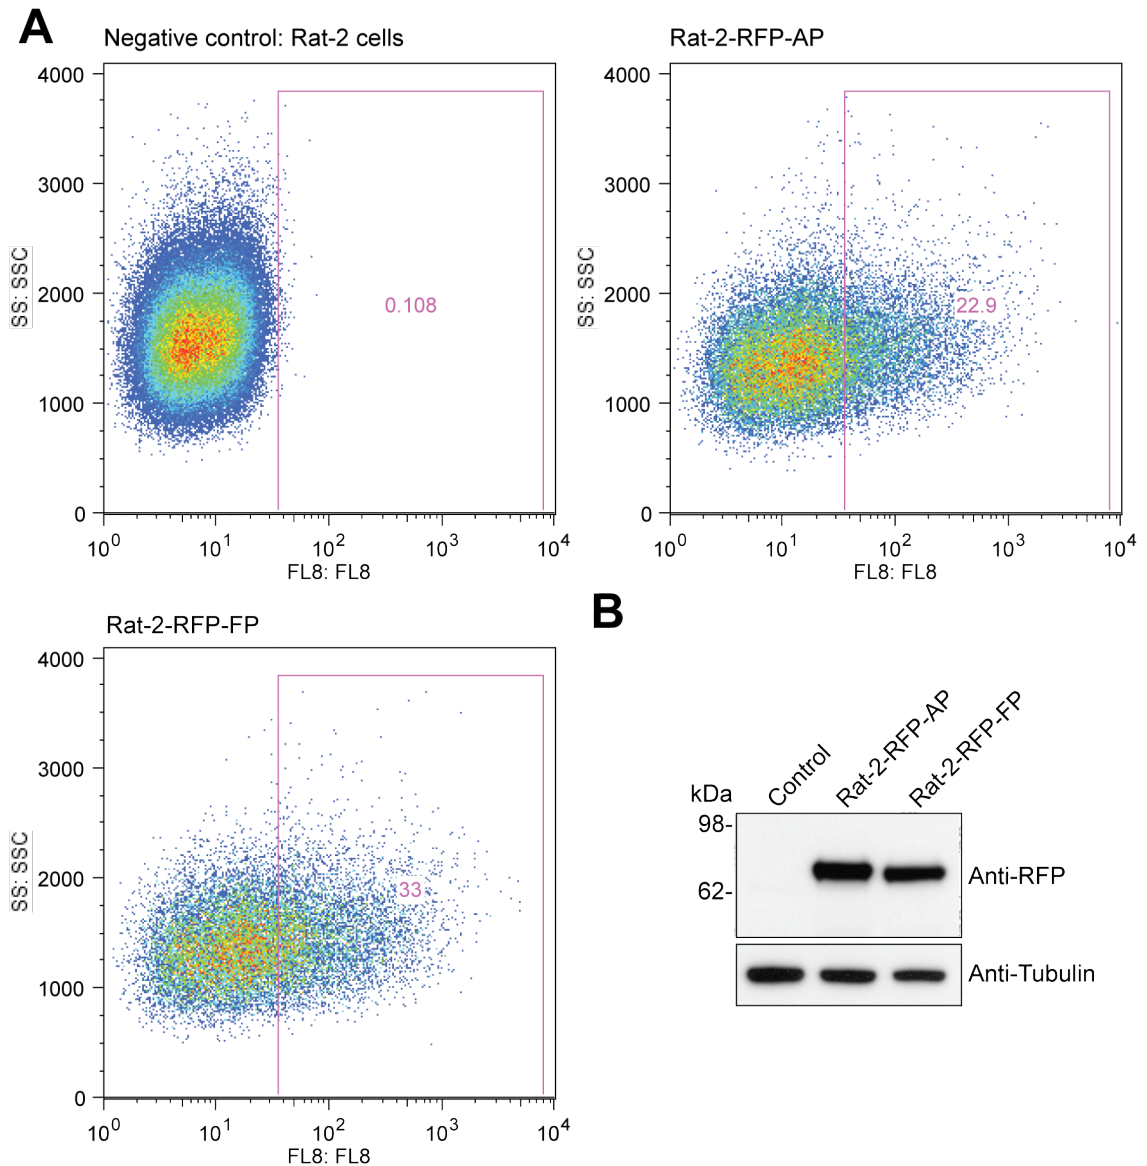 A
Negative control: Rat-2 cells
4000
3000
2000
1000
0
SS: SSC
0.108
10^0 10^1 10^2 10^3 10^4
FL8: FL8
Rat-2-RFP-AP
4000
3000
2000
1000
0
SS: SSC
22.9
10^0 10^1 10^2 10^3 10^4
FL8: FL8
Rat-2-RFP-FP
4000
3000
2000
1000
0
SS: SSC
33
10^0 10^1 10^2 10^3 10^4
FL8: FL8
B
kDa
Control
Rat-2-RFP-AP
Rat-2-RFP-FP
98-
62-
Anti-RFP
Anti-Tubulin